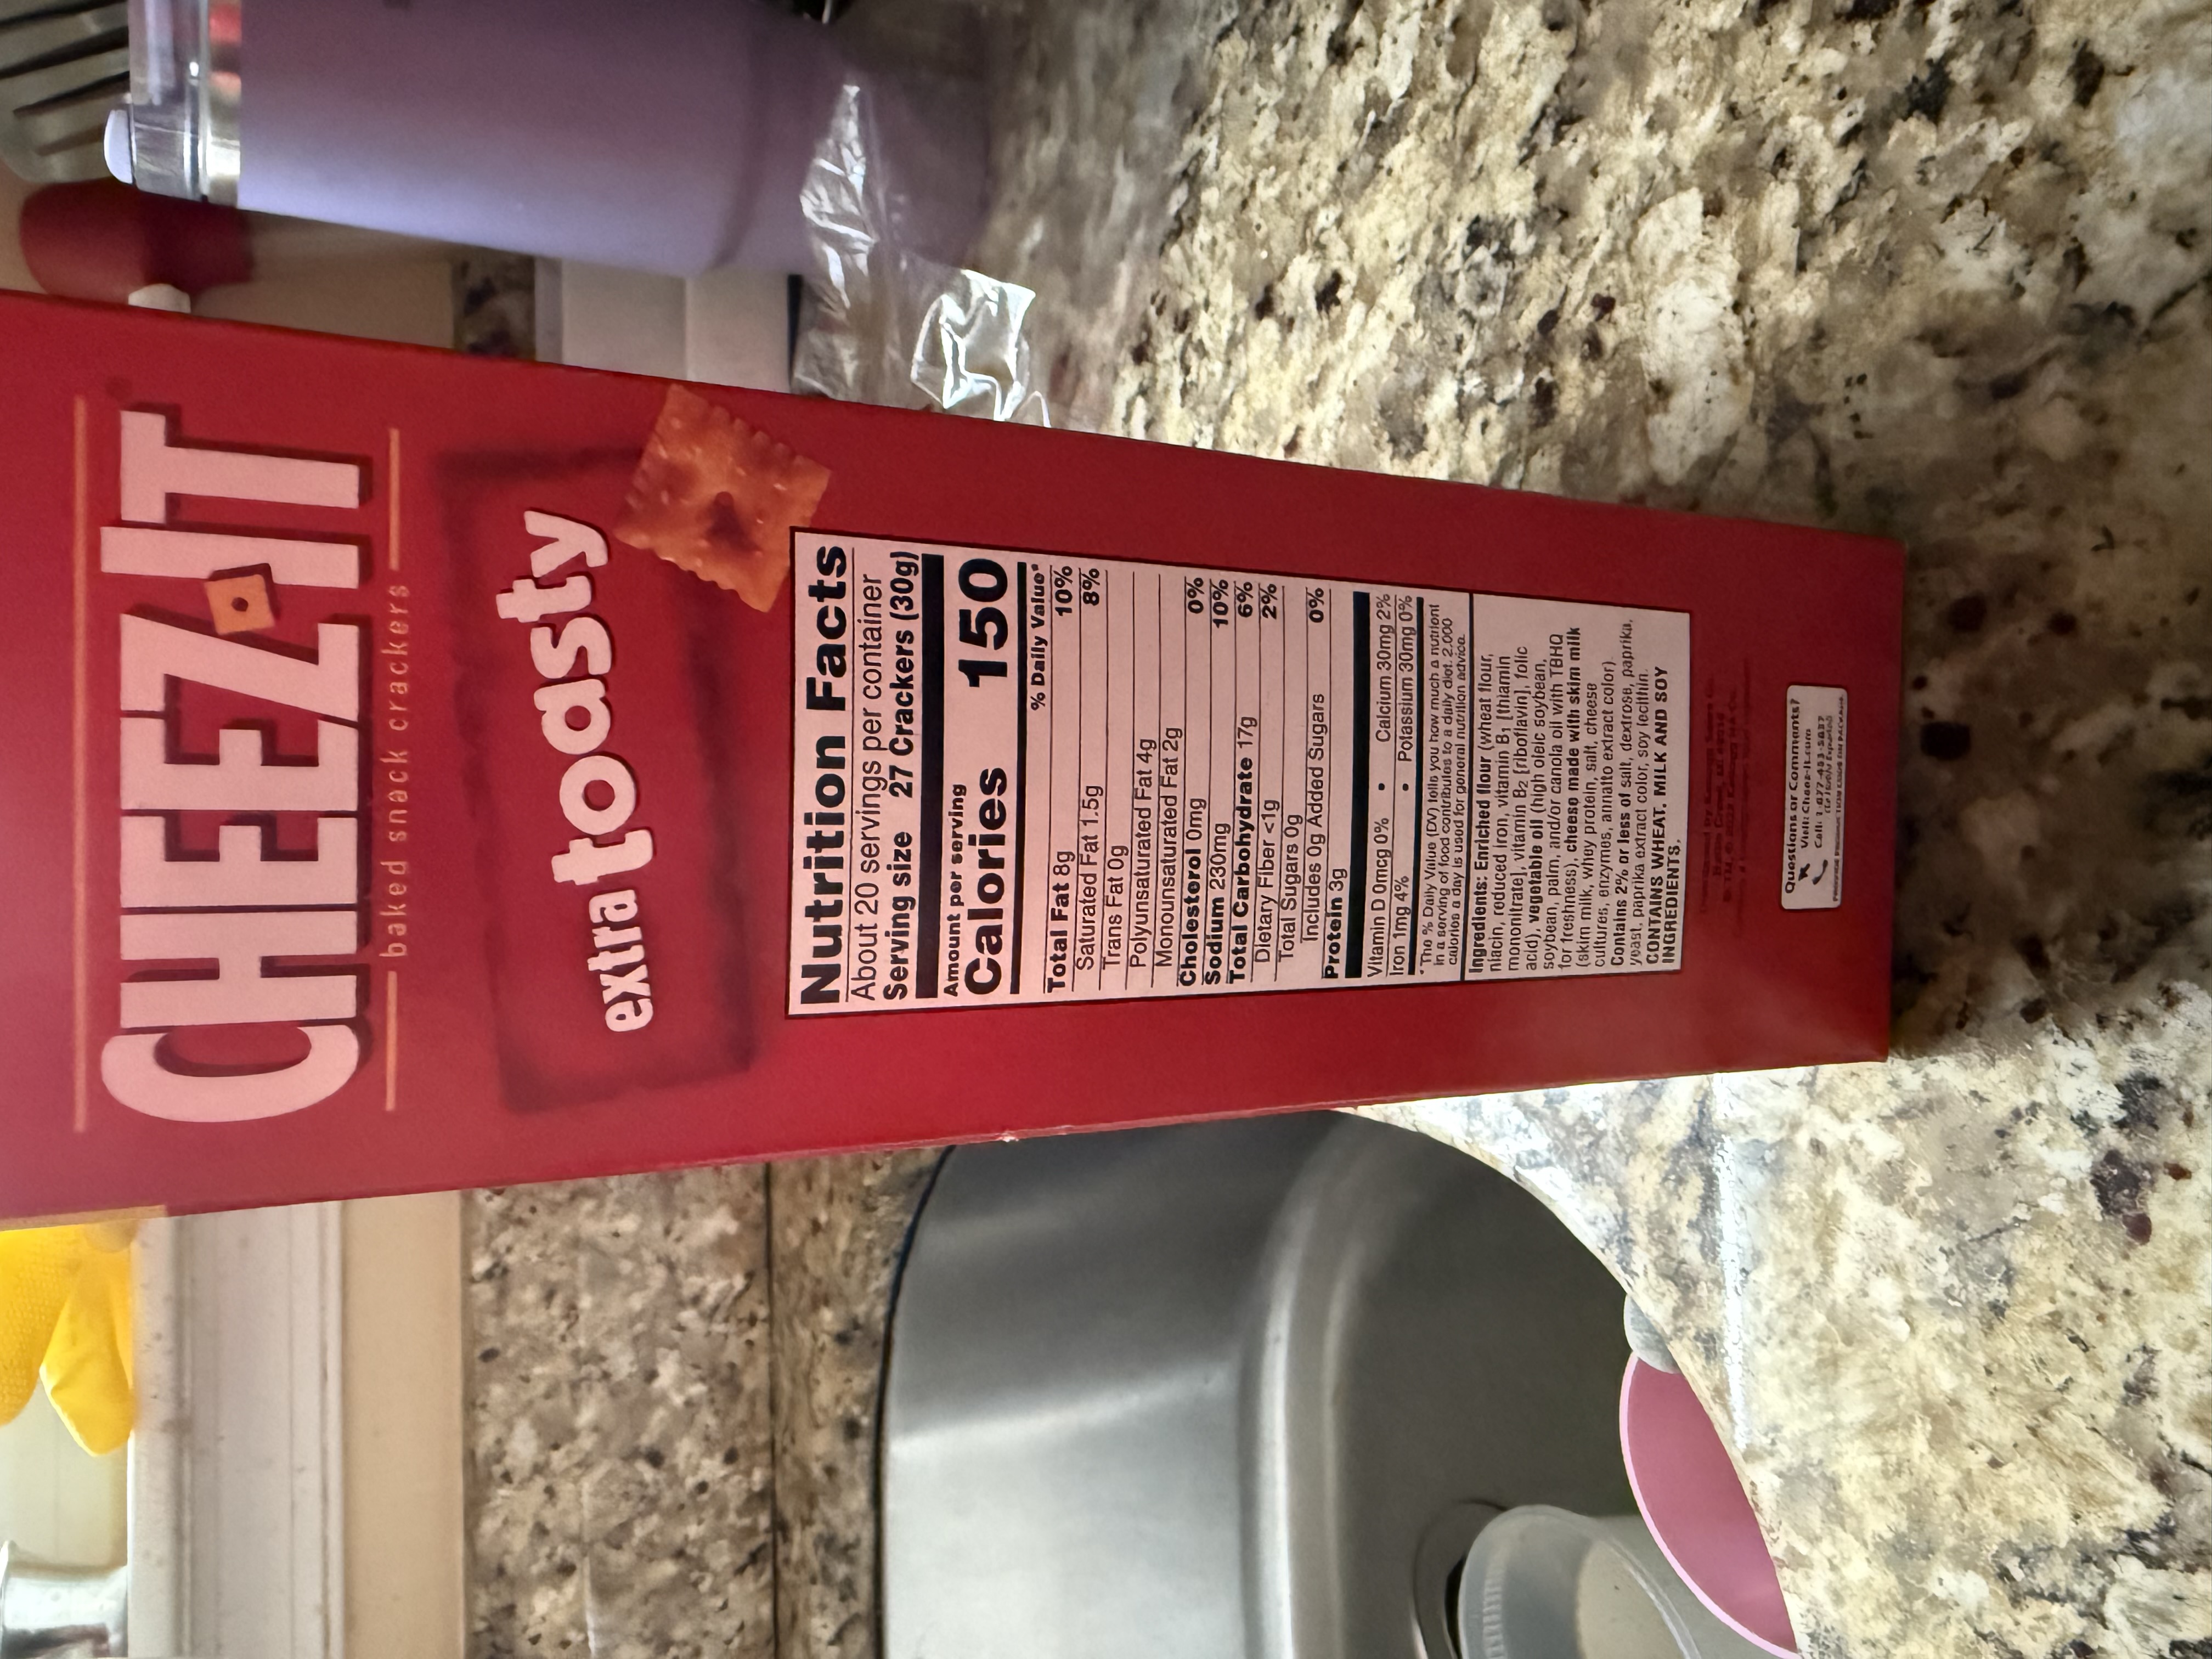 CHEEZ-IT
baked snack crackers
extra toasty
Nutrition Facts
About 20 servings per container
Serving size 27 Crackers (30g)
Amount per serving
Calories 150
% Daily Value*
Total Fat 8g 10%
Saturated Fat 1.5g 8%
Trans Fat 0g
Polyunsaturated Fat 4g
Monounsaturated Fat 2g
Cholesterol 0mg 0%
Sodium 230mg 10%
Total Carbohydrate 17g 6%
Dietary Fiber <1g 2%
Total Sugars 0g
Includes 0g Added Sugars 0%
Protein 3g
Vitamin D 0mcg 0% • Calcium 30mg 2%
Iron 1mg 4% • Potassium 30mg 0%
*The % Daily Value (DV) tells you how much a nutrient
in a serving of food contributes to a daily diet. 2,000
calories a day is used for general nutrition advice.
Ingredients: Enriched flour (wheat flour,
niacin, reduced iron, vitamin B₁ [thiamin
mononitrate], vitamin B₂ [riboflavin], folic
acid), vegetable oil (high oleic soybean,
soybean, palm, and/or canola oil with TBHQ
for freshness), cheese made with skim milk
(skim milk, whey protein, salt, cheese
cultures, enzymes, annatto extract color).
Contains 2% or less of salt, dextrose, paprika,
yeast, paprika extract color, soy lecithin.
CONTAINS WHEAT, MILK AND SOY
INGREDIENTS.
Questions or Comments?
Visit: Cheez-It.com
Call: